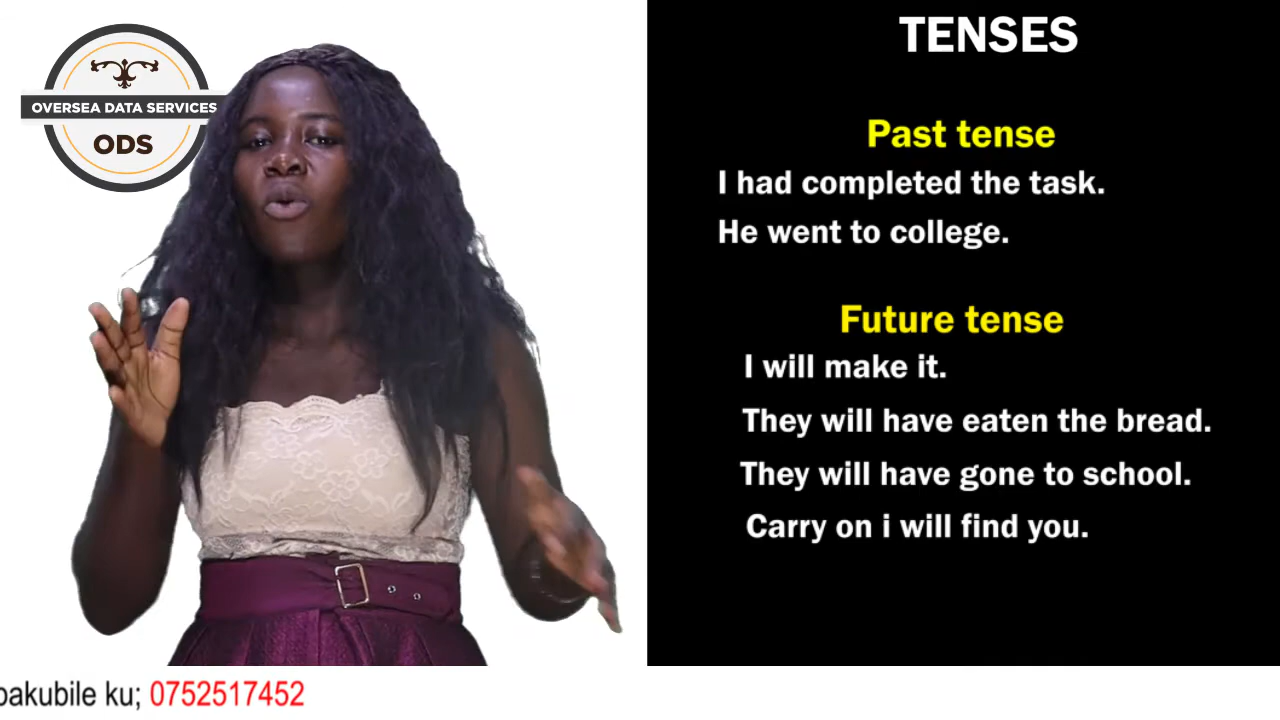 OVERSEA DATA SERVICES
ODS
TENSES
Past tense
I had completed the task.
He went to college.
Future tense
I will make it.
They will have eaten the bread.
They will have gone to school.
Carry on i will find you.
ku; 0752517452